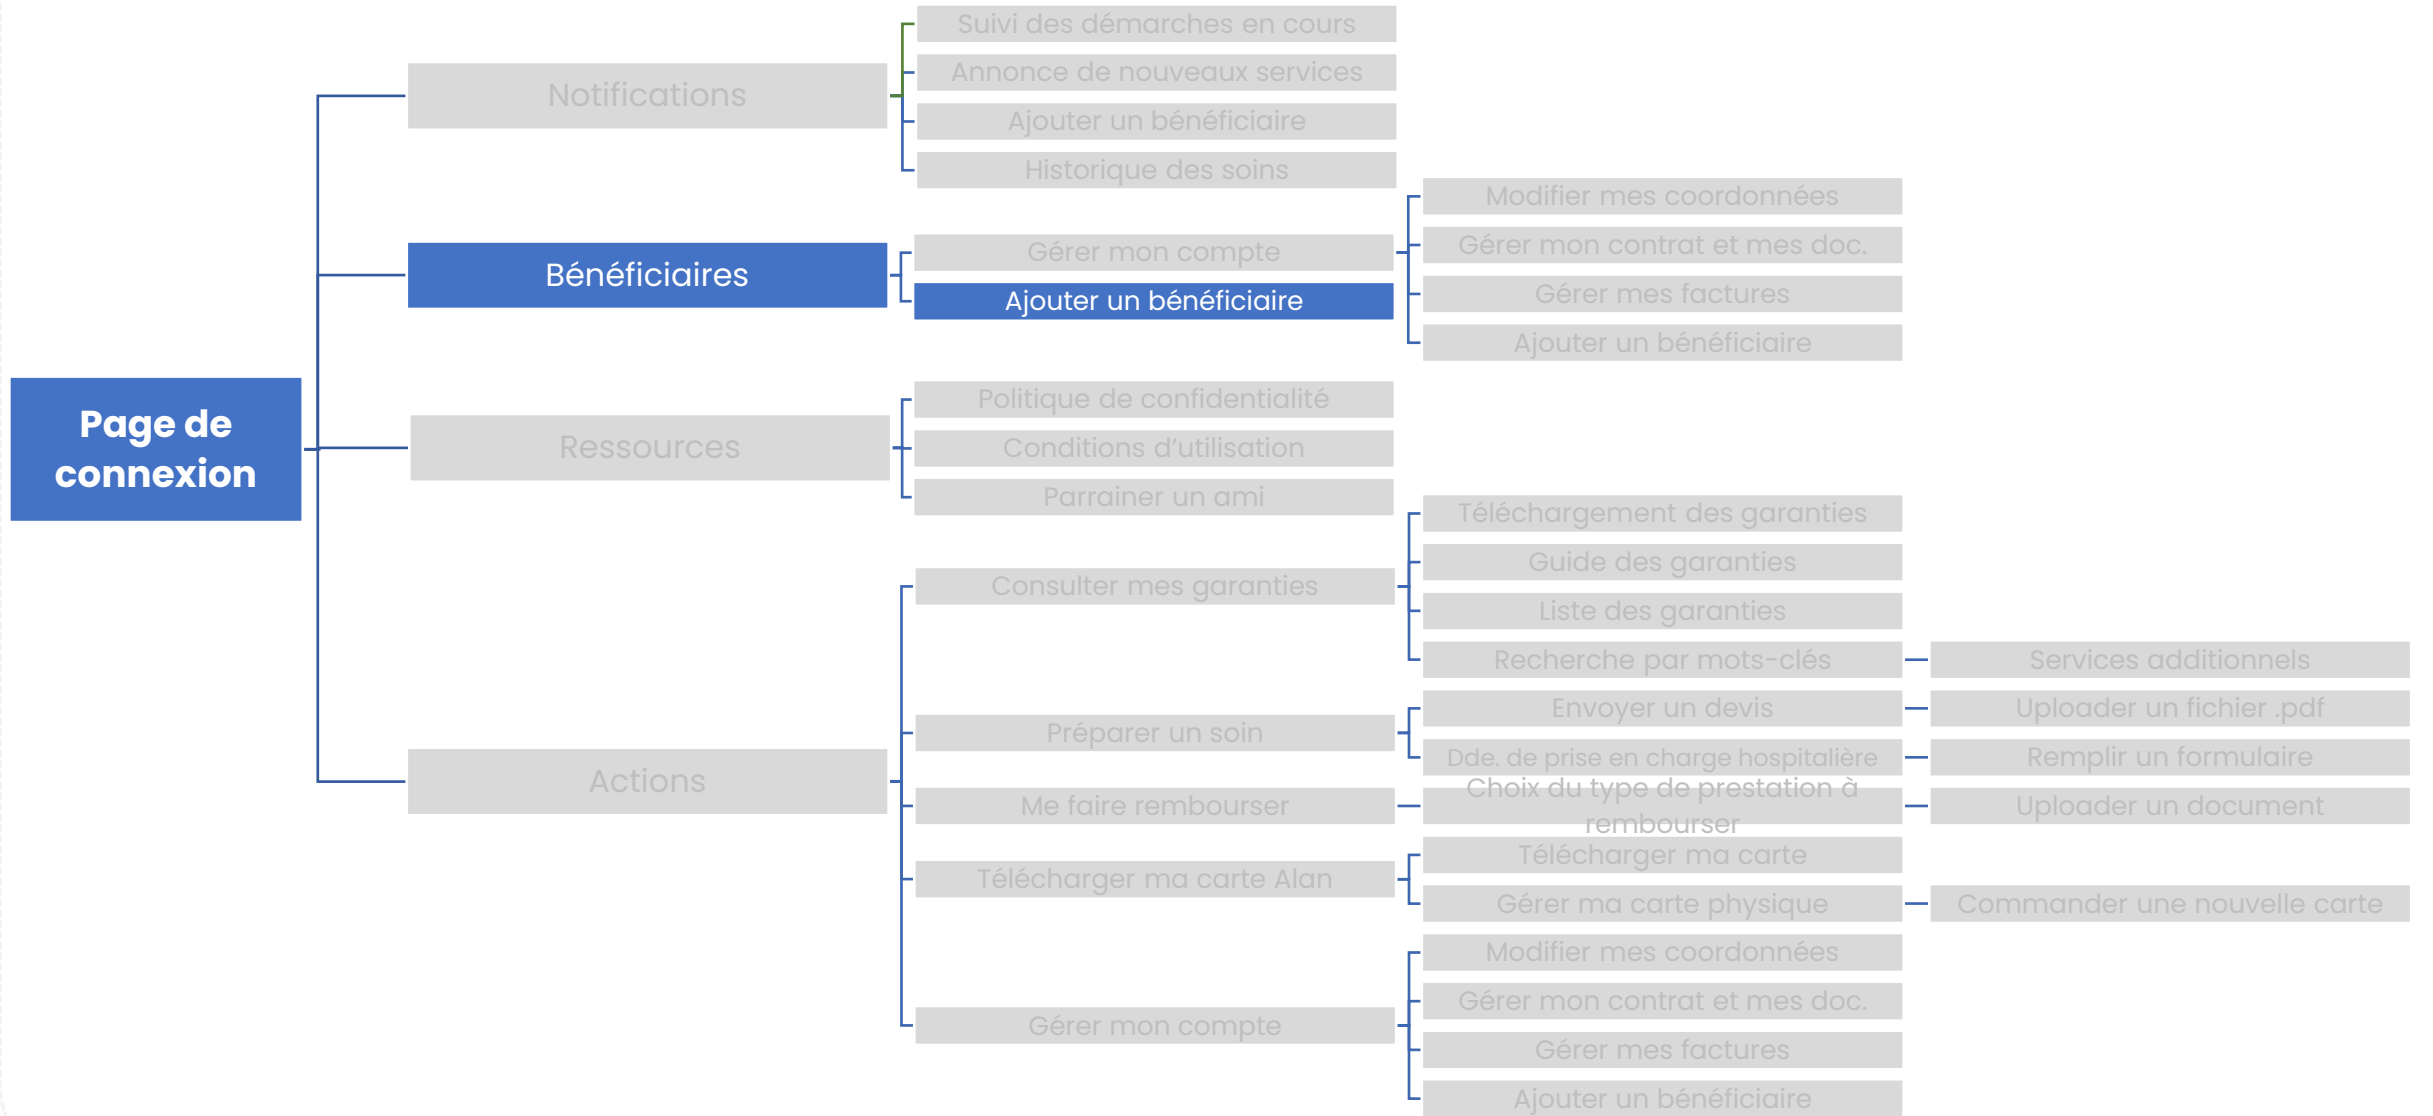 Page de
connexion
Notifications
Suivi des démarches en cours
Annonce de nouveaux services
Ajouter un bénéficiaire
Historique des soins
Bénéficiaires
Gérer mon compte
Modifier mes coordonnées
Gérer mon contrat et mes doc.
Gérer mes factures
Ajouter un bénéficiaire
Ajouter un bénéficiaire
Ressources
Politique de confidentialité
Conditions d’utilisation
Parrainer un ami
Actions
Consulter mes garanties
Téléchargement des garanties
Guide des garanties
Liste des garanties
Recherche par mots-clés
Services additionnels
Préparer un soin
Envoyer un devis
Uploader un fichier .pdf
Dde. de prise en charge hospitalière
Remplir un formulaire
Me faire rembourser
Choix du type de prestation à
rembourser
Uploader un document
Télécharger ma carte Alan
Télécharger ma carte
Gérer ma carte physique
Commander une nouvelle carte
Gérer mon compte
Modifier mes coordonnées
Gérer mon contrat et mes doc.
Gérer mes factures
Ajouter un bénéficiaire